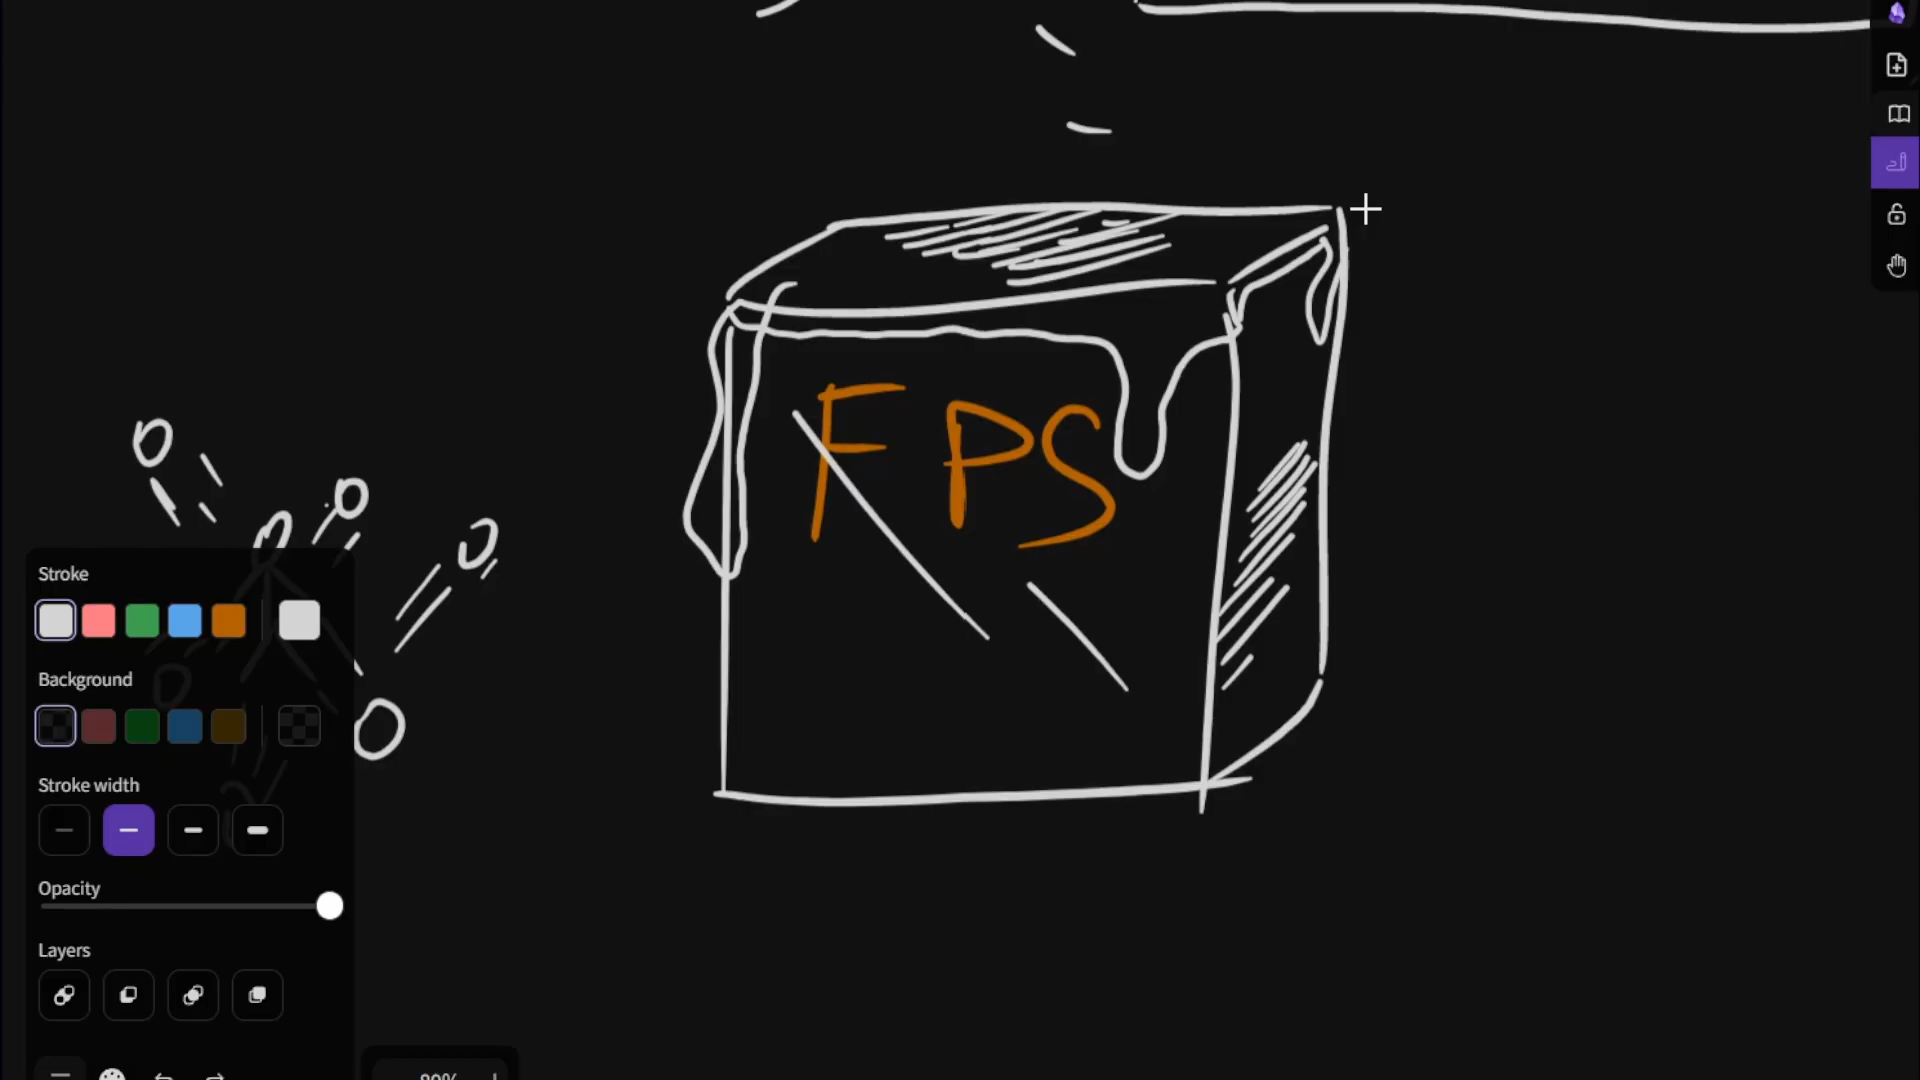 FPS
Stroke
Background
Stroke width
Opacity
Layers